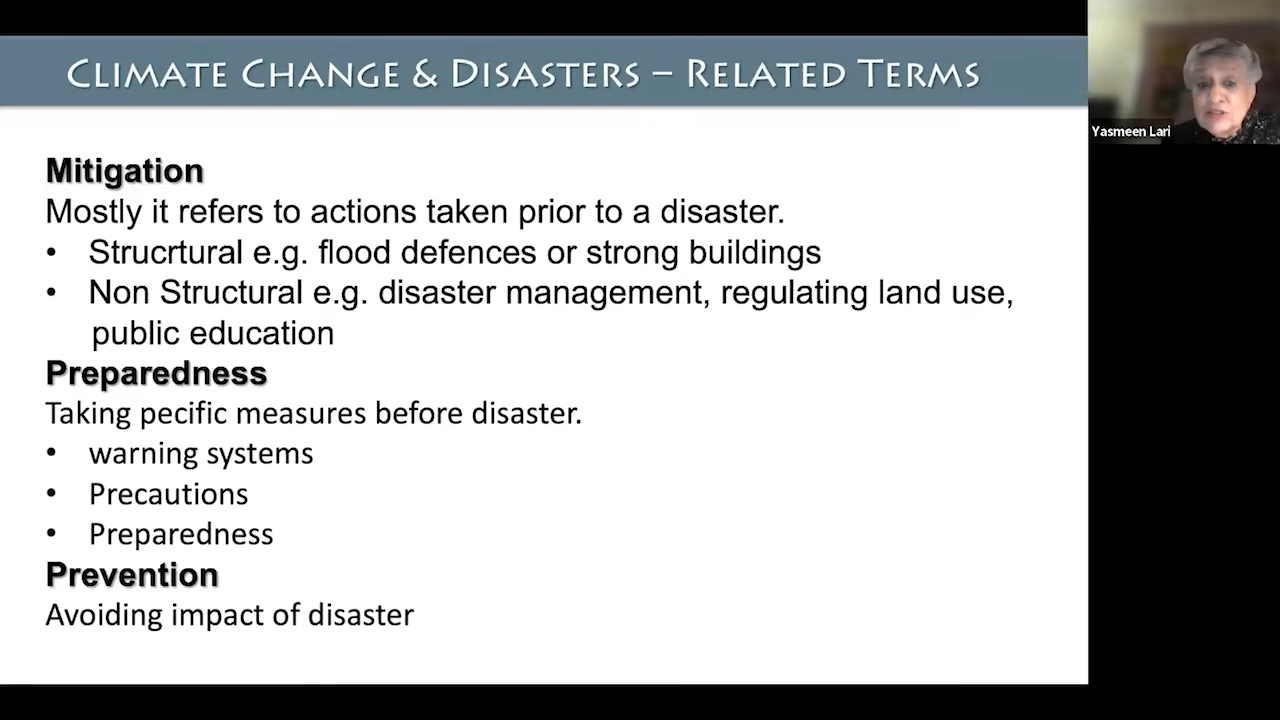 CLIMATE CHANGE & DISASTERS – RELATED TERMS
Yasmeen Lari
Mitigation
Mostly it refers to actions taken prior to a disaster.
• Strucrtural e.g. flood defences or strong buildings
• Non Structural e.g. disaster management, regulating land use,
public education
Preparedness
Taking pecific measures before disaster.
• warning systems
• Precautions
• Preparedness
Prevention
Avoiding impact of disaster